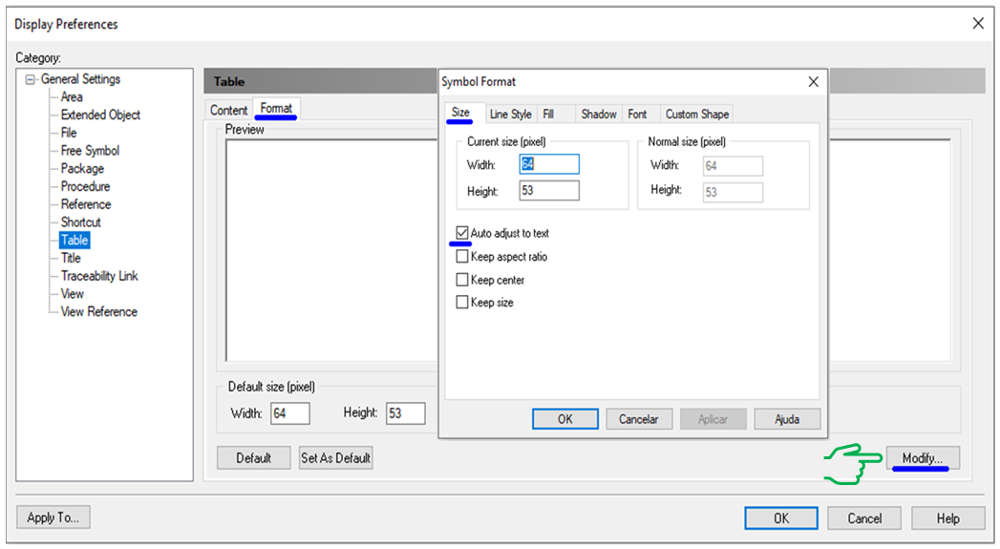 Display Preferences
Category:
General Settings
Area
Extended Object
File
Free Symbol
Package
Procedure
Reference
Shortcut
Table
Title
Traceability Link
View
View Reference
Table
Content Format
Preview
Default size (pixel)
Width: 64 Height: 53
Default Set As Default
Modify...
Symbol Format
Size Line Style Fill Shadow Font Custom Shape
Current size (pixel) Normal size (pixel)
Width: 64 Width: 64
Height: 53 Height: 53
Auto adjust to text
Keep aspect ratio
Keep center
Keep size
OK Cancelar Aplicar Ajuda
Apply To... OK Cancel Help